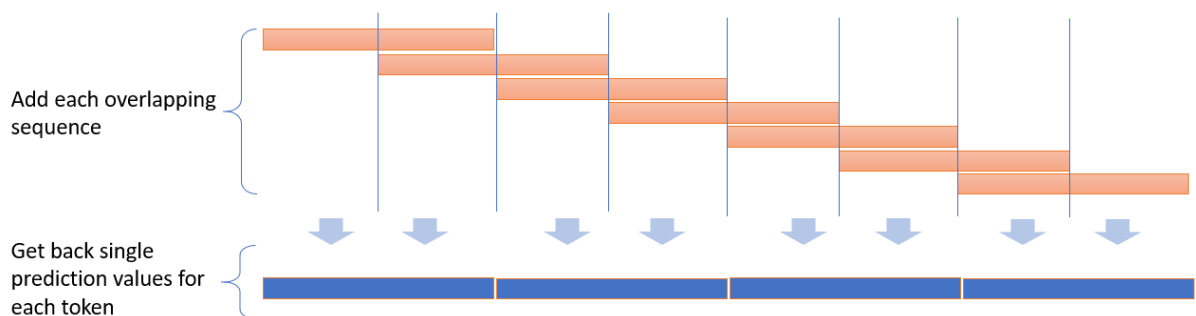 Add each overlapping
sequence
Get back single
prediction values for
each token